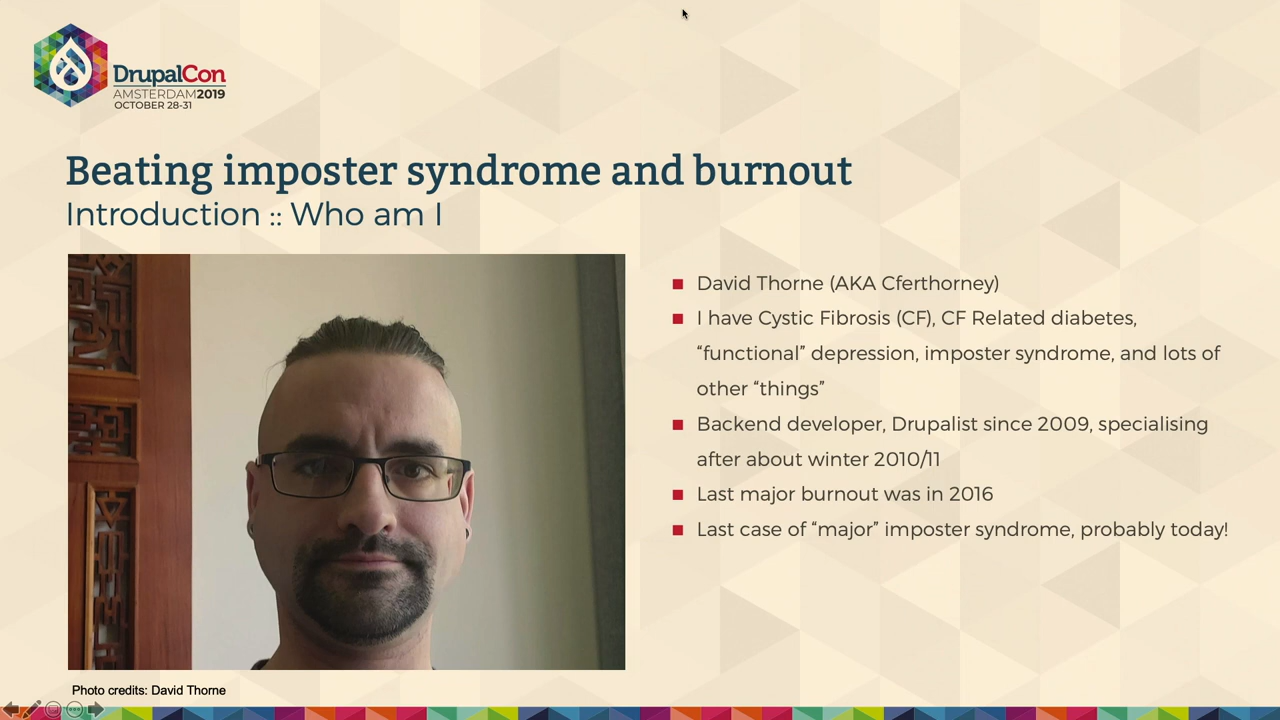 DrupalCon
AMSTERDAM2019
OCTOBER 28-31
Beating imposter syndrome and burnout
Introduction :: Who am I
David Thorne (AKA Cferthorney)
I have Cystic Fibrosis (CF), CF Related diabetes,
“functional” depression, imposter syndrome, and lots of
other “things”
Backend developer, Drupalist since 2009, specialising
after about winter 2010/11
Last major burnout was in 2016
Last case of “major” imposter syndrome, probably today!
Photo credits: David Thorne